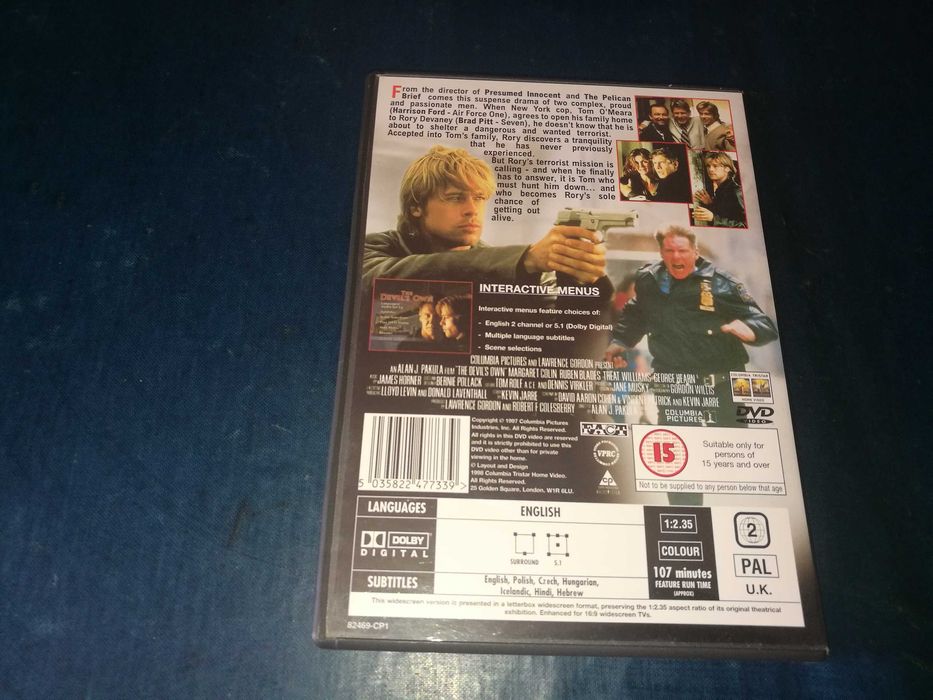 From the director of Presumed Innocent and The Pelican
Brief comes this suspense drama of two complex, proud
and passionate men. When New York cop, Tom O'Meara
(Harrison Ford - Air Force One), agrees to open his family home
to Rory Devaney (Brad Pitt - Seven), he doesn't know that he is
about to shelter a dangerous and wanted terrorist.
Accepted into Tom's family, Rory discovers a tranquility
that he has never previously
experienced.
But Rory's terrorist mission is
calling - and when he finally
has to answer, it is Tom who
must hunt him down... and
who becomes Rory's sole
chance of
getting out
alive.
THE
DEVIL'S OWN
INTERACTIVE MENUS
Interactive menus feature choices of:
- English 2 channel or 5.1 (Dolby Digital)
- Multiple language subtitles
- Scene selections
COLUMBIA PICTURES AND LAWRENCE GORDON PRESENT
AN ALAN J. PAKULA FILM "THE DEVIL'S OWN" MARGARET COLIN RUBEN BLADES TREAT WILLIAMS GEORGE HEARN
JAMES HORNER BERNIE POLLACK TOM ROLF A.C.E. AND DENNIS VIRKLER JANE MUSKY GORDON WILLIS
LLOYD LEVIN AND DONALD LAVENTHALL KEVIN JARRE DAVID AARON COHEN & VINCENT PATRICK AND KEVIN JARRE
LAWRENCE GORDON AND ROBERT F. COLESBERRY ALAN J. PAKULA
COLUMBIA
PICTURES
COLUMBIA TRISTAR
HOME VIDEO
DVD
VIDEO
Copyright © 1997 Columbia Pictures
Industries, Inc. All Rights Reserved.
All rights in this DVD video are reserved
and it is strictly prohibited to use this
DVD video other than for private
viewing in the home.
© Layout and Design
1998 Columbia Tristar Home Video.
25 Golden Square, London, W1R 6LU.
5 035822 477339 >
FACT
VPRC
CP
15
Suitable only for
persons of
15 years and over
Not to be supplied to any person below that age
LANGUAGES
ENGLISH
DOLBY
DIGITAL
SURROUND 5.1
SUBTITLES
English, Polish, Czech, Hungarian,
Icelandic, Hindi, Hebrew
1:2.35
COLOUR
107 minutes
FEATURE RUN TIME
(APPROX)
2
PAL
U.K.
This widescreen version is presented in a letterbox widescreen format, preserving the 1:2.35 aspect ratio of its original theatrical
exhibition. Enhanced for 16:9 widescreen TVs.
82469-CP1